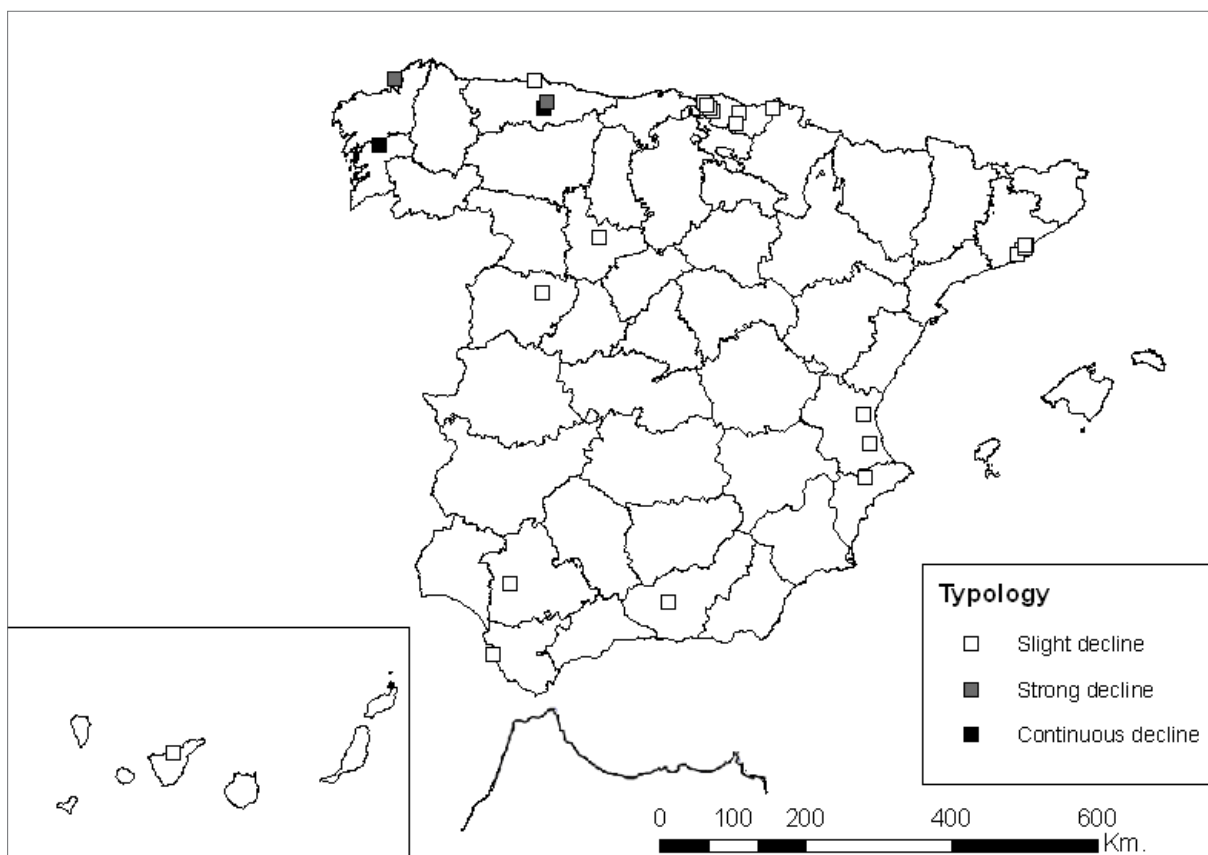 Typology
Slight decline
Strong decline
Continuous decline
0 100 200 400 600
Km.